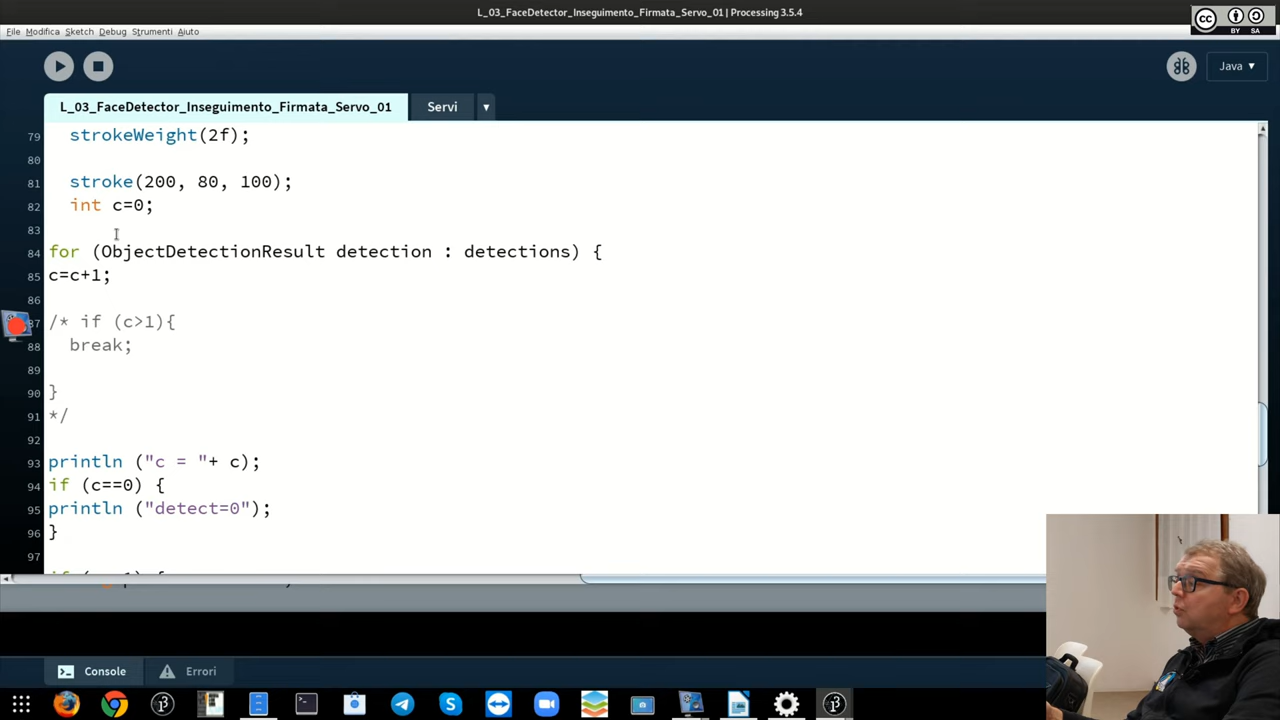 L_03_FaceDetector_Inseguimento_Firmata_Servo_01 | Processing 3.5.4
CC BY SA
File Modifica Sketch Debug Strumenti Aiuto
Java ▾
L_03_FaceDetector_Inseguimento_Firmata_Servo_01 Servi ▾
79 strokeWeight(2f);
80
81 stroke(200, 80, 100);
82 int c=0;
83
84 for (ObjectDetectionResult detection : detections) {
85 c=c+1;
86
87 /* if (c>1){
88 break;
89
90 }
91 */
92
93 println ("c = "+ c);
94 if (c==0) {
95 println ("detect=0");
96 }
97
Console Errori